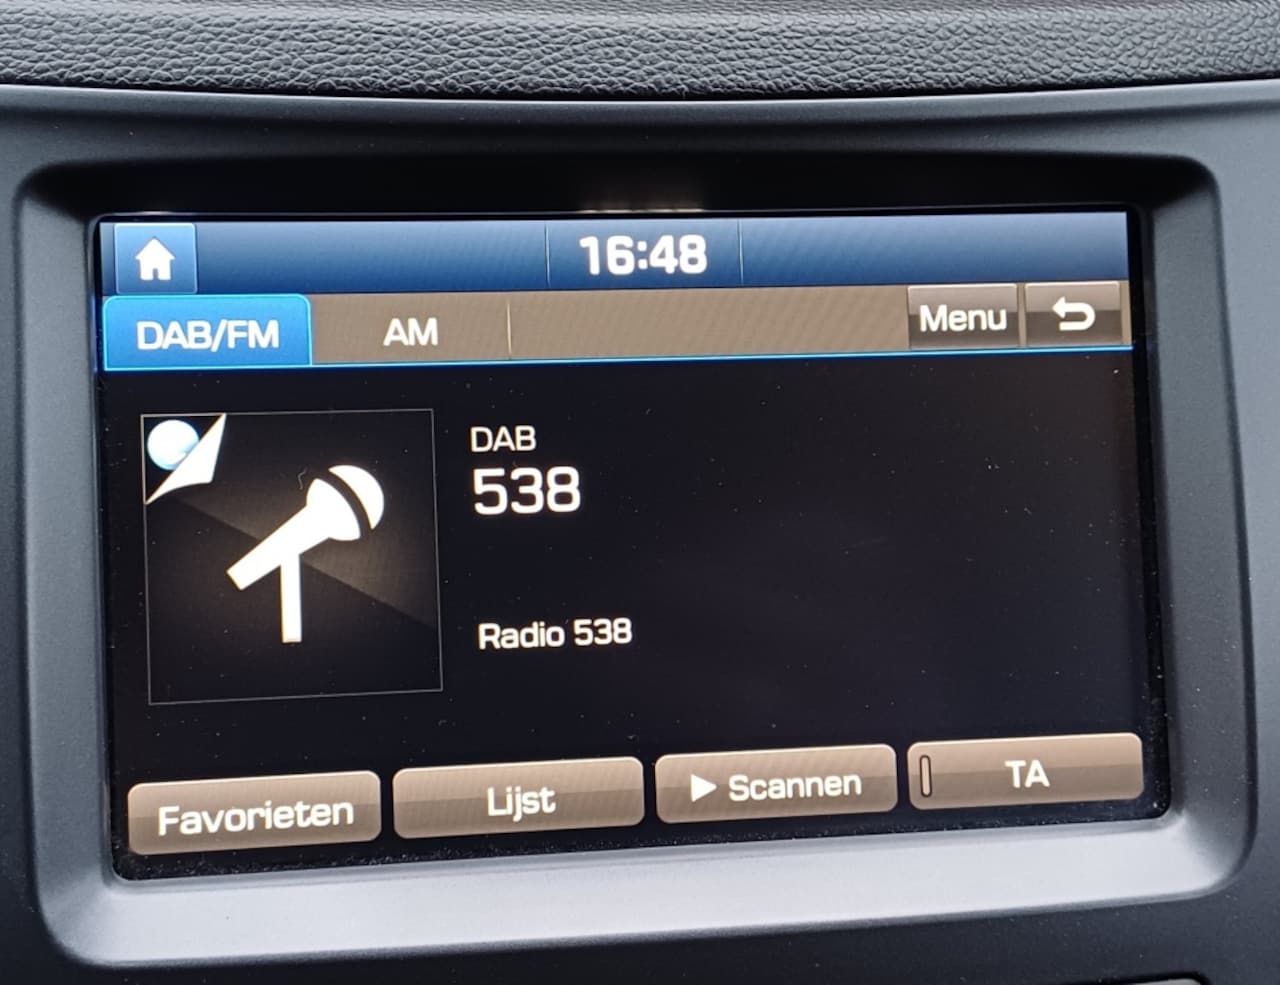 16:48
DAB/FM
AM
Menu
DAB
538
Radio 538
Favorieten
Lijst
Scannen
TA